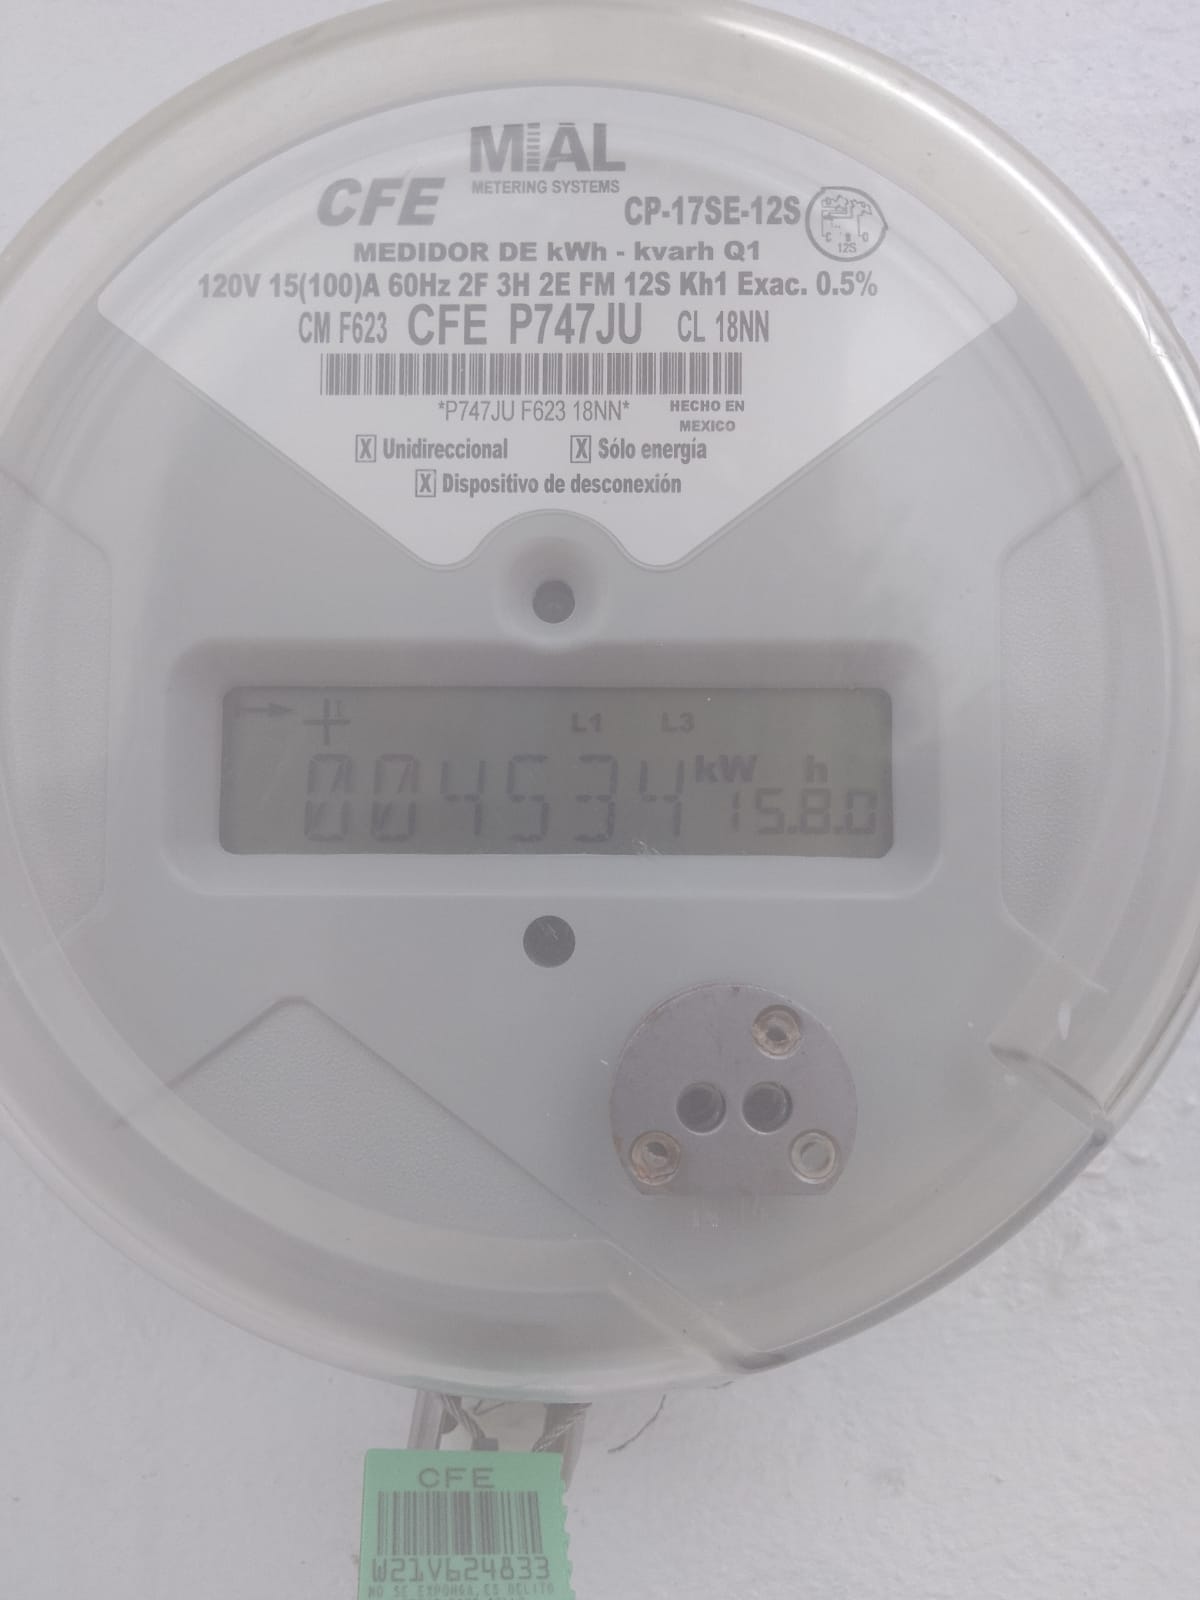 MIAL
METERING SYSTEMS
CFE
CP-17SE-12S
12S
MEDIDOR DE kWh - kvarh Q1
120V 15(100)A 60Hz 2F 3H 2E FM 12S Kh1 Exac. 0.5%
CM F623 CFE P747JU CL 18NN
*P747JU F623 18NN*
HECHO EN
MEXICO
X Unidireccional X Sólo energía
X Dispositivo de desconexión
L1 L3
004534 kW h 15.8.0
CFE
W21V624833
NO SE EXPONGA, ES DELITO